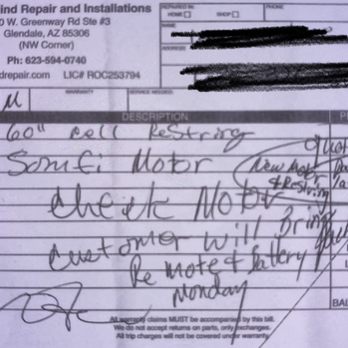 ind Repair and Installations
0 W. Greenway Rd Ste #3
Glendale, AZ 85306
(NW Corner)
Ph: 623-594-0740
drepair.com LIC# ROC253794
REPAIRED IN:
HOME SHOP
PHONE
NAME
ADDRESS
WARRANTY
DESCRIPTION
60" Cell ReString
Somfi Motor
New Motor
& ReString
Check Motor
Customer will Bring
Remote & battery
Monday
BAL
All warranty claims MUST be accompanied by this bill.
We do not accept returns on parts, only exchanges.
All trip charges will not be covered under warranty.